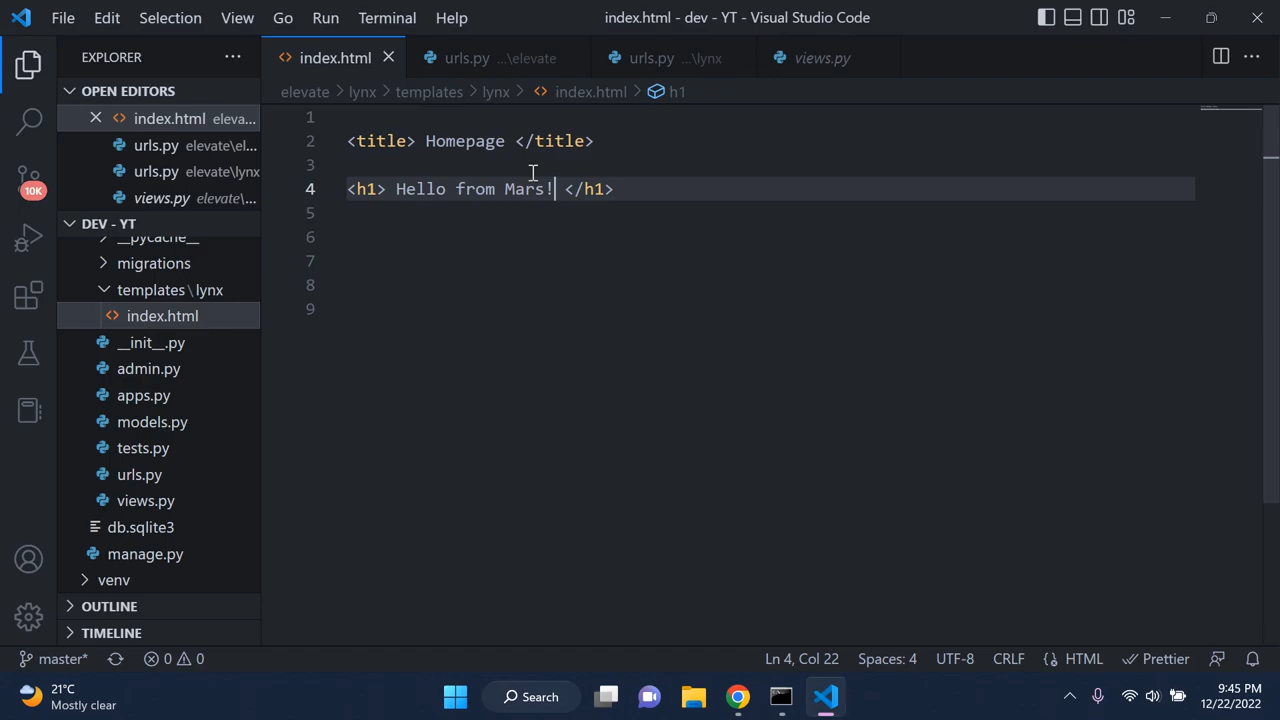 File Edit Selection View Go Run Terminal Help
index.html - dev - YT - Visual Studio Code
EXPLORER
index.html
urls.py ...\elevate
urls.py ...\lynx
views.py
OPEN EDITORS
elevate > lynx > templates > lynx > index.html > h1
index.html eleva...
urls.py elevate\el...
urls.py elevate\lynx
views.py elevate\...
10K
DEV - YT
__pycache__
migrations
templates\lynx
index.html
__init__.py
admin.py
apps.py
models.py
tests.py
urls.py
views.py
db.sqlite3
manage.py
venv
OUTLINE
TIMELINE
1
2 <title> Homepage </title>
3
4 <h1> Hello from Mars! </h1>
5
6
7
8
9
master* 0 0
Ln 4, Col 22 Spaces: 4 UTF-8 CRLF HTML Prettier
21°C
Mostly clear
Search
9:45 PM
12/22/2022